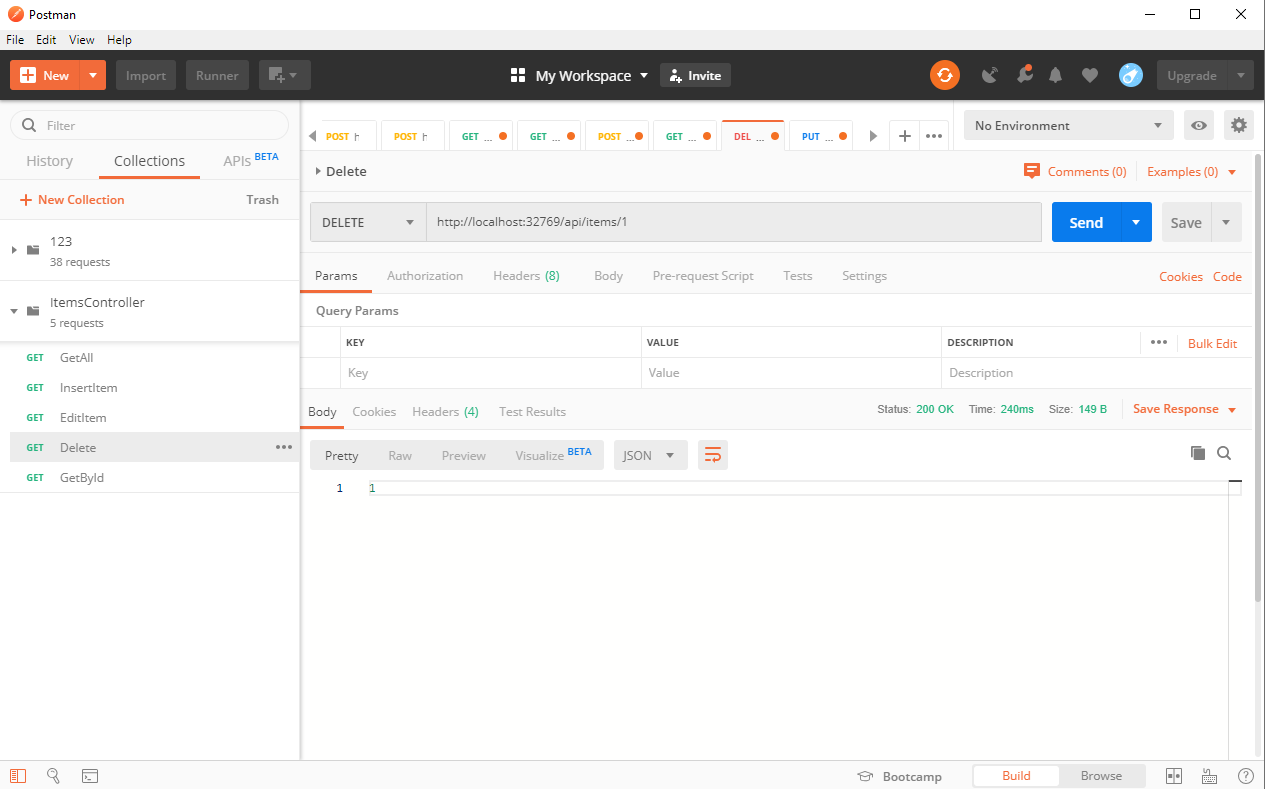 Postman
File Edit View Help
New Import Runner My Workspace Invite Upgrade
Filter
History Collections APIs BETA
New Collection Trash
123
38 requests
ItemsController
5 requests
GET GetAll
GET InsertItem
GET EditItem
GET Delete
GET GetById
POST h POST h GET ... GET ... POST ... GET ... DEL ... PUT ...
No Environment
Delete Comments (0) Examples (0)
DELETE http://localhost:32769/api/items/1 Send Save
Params Authorization Headers (8) Body Pre-request Script Tests Settings Cookies Code
Query Params
KEY VALUE DESCRIPTION Bulk Edit
Key Value Description
Body Cookies Headers (4) Test Results Status: 200 OK Time: 240ms Size: 149 B Save Response
Pretty Raw Preview Visualize BETA JSON
1 1
Bootcamp Build Browse